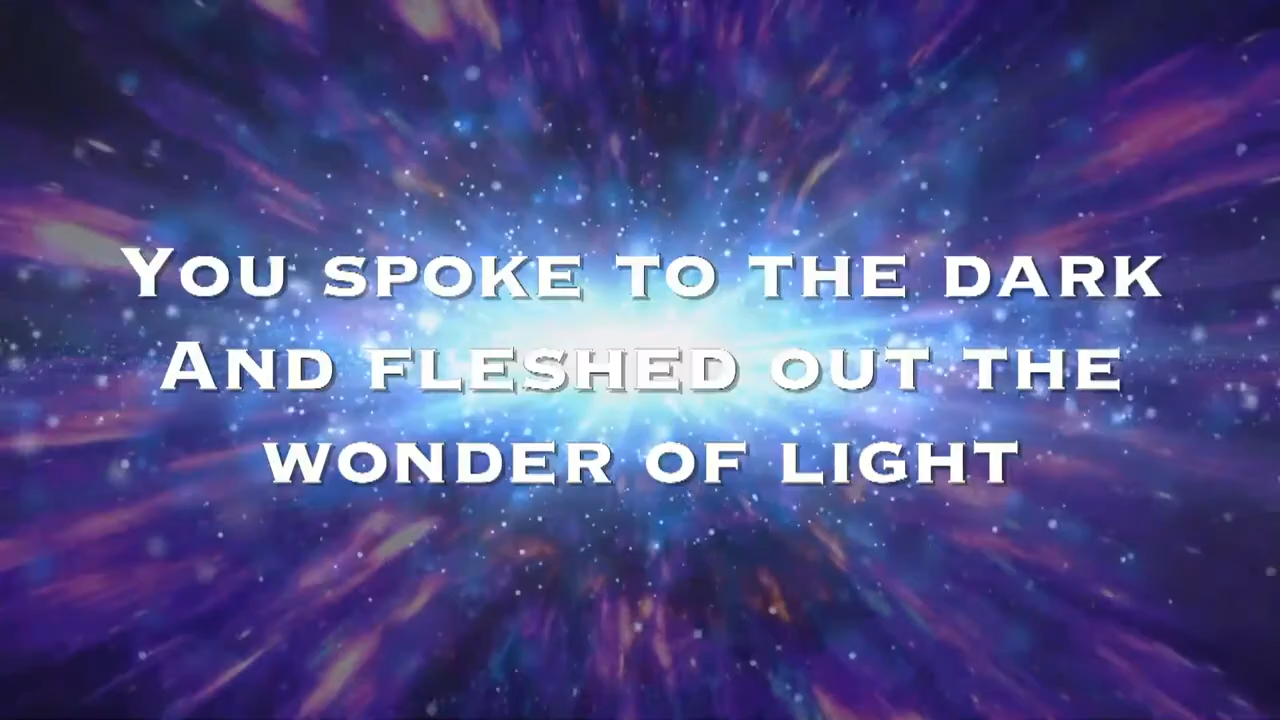 You spoke to the dark
And fleshed out the
wonder of light